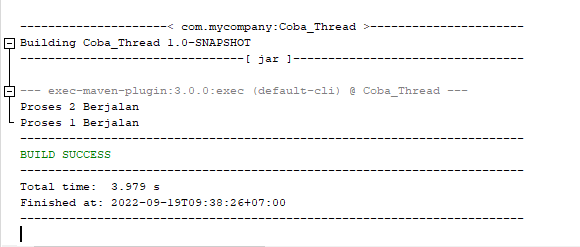 ----------------------< com.mycompany:Coba_Thread >-----------------------
Building Coba_Thread 1.0-SNAPSHOT
--------------------------------[ jar ]---------------------------------
--- exec-maven-plugin:3.0.0:exec (default-cli) @ Coba_Thread ---
Proses 2 Berjalan
Proses 1 Berjalan
------------------------------------------------------------------------
BUILD SUCCESS
------------------------------------------------------------------------
Total time:  3.979 s
Finished at: 2022-09-19T09:38:26+07:00
------------------------------------------------------------------------